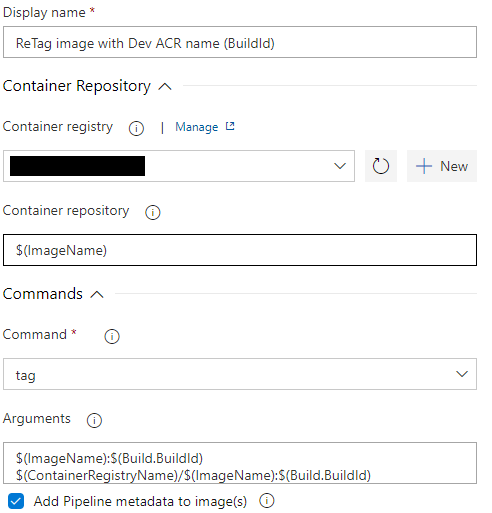 Display name *
ReTag image with Dev ACR name (BuildId)
Container Repository
Container registry | Manage
New
Container repository
$(ImageName)
Commands
Command *
tag
Arguments
$(ImageName):$(Build.BuildId)
$(ContainerRegistryName)/$(ImageName):$(Build.BuildId)
Add Pipeline metadata to image(s)